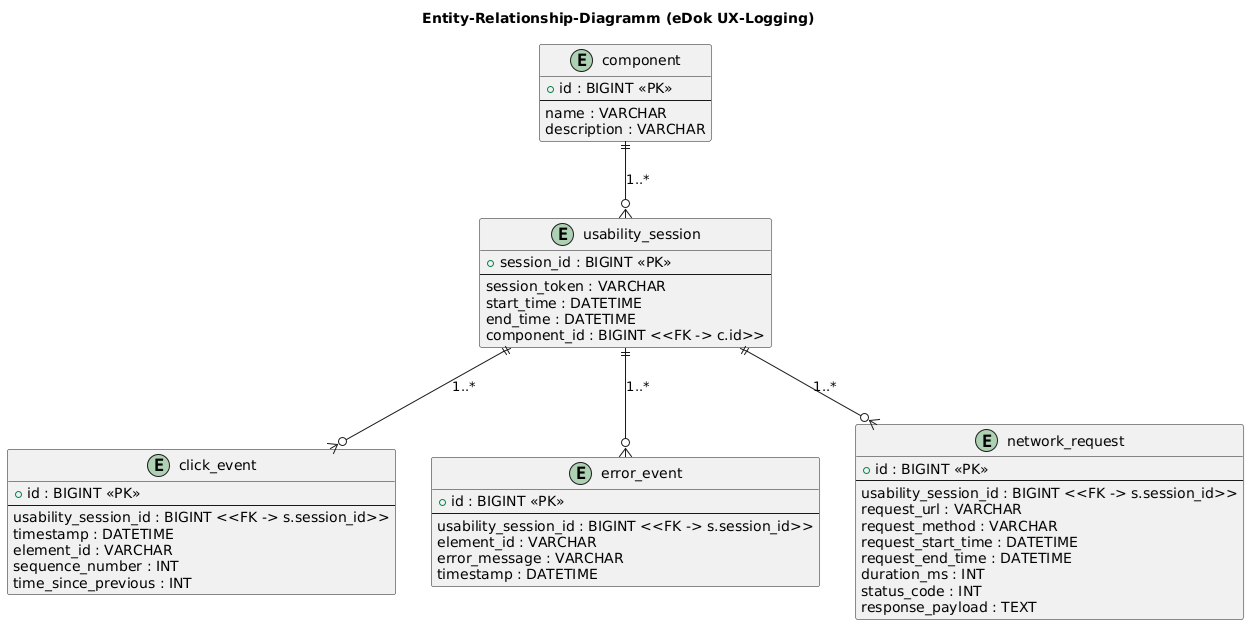 Entity-Relationship-Diagramm (eDok UX-Logging)
E component
id : BIGINT «PK»
name : VARCHAR
description : VARCHAR
1..*
E usability_session
session_id : BIGINT «PK»
session_token : VARCHAR
start_time : DATETIME
end_time : DATETIME
component_id : BIGINT <<FK -> c.id>>
1..*
1..*
1..*
E click_event
id : BIGINT «PK»
usability_session_id : BIGINT <<FK -> s.session_id>>
timestamp : DATETIME
element_id : VARCHAR
sequence_number : INT
time_since_previous : INT
E error_event
id : BIGINT «PK»
usability_session_id : BIGINT <<FK -> s.session_id>>
element_id : VARCHAR
error_message : VARCHAR
timestamp : DATETIME
E network_request
id : BIGINT «PK»
usability_session_id : BIGINT <<FK -> s.session_id>>
request_url : VARCHAR
request_method : VARCHAR
request_start_time : DATETIME
request_end_time : DATETIME
duration_ms : INT
status_code : INT
response_payload : TEXT